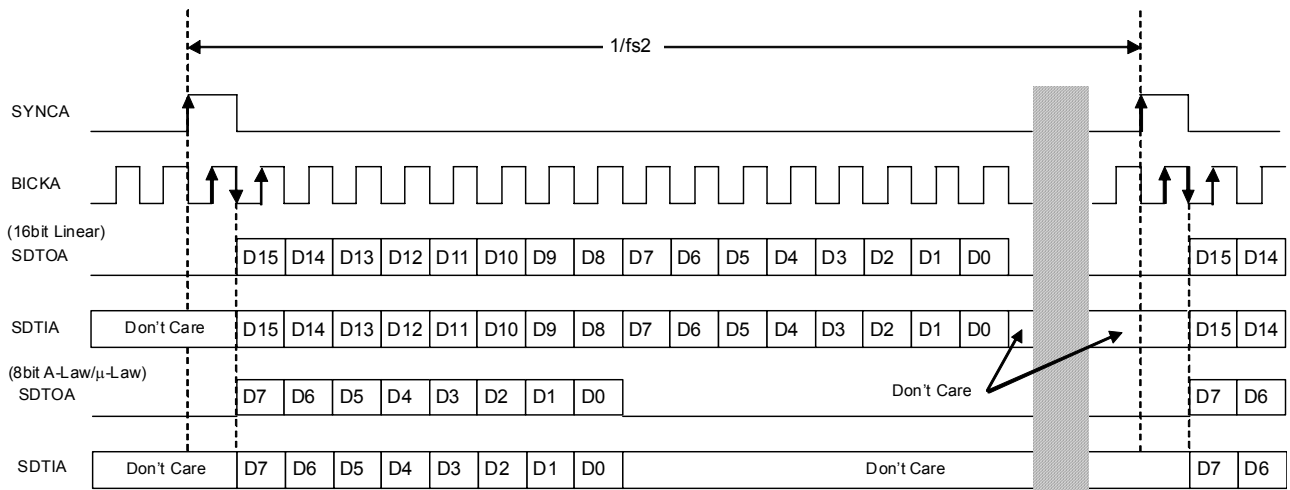 1/fs2
SYNCA
BICKA
(16bit Linear)
SDTOA
D15 D14 D13 D12 D11 D10 D9 D8 D7 D6 D5 D4 D3 D2 D1 D0 D15 D14
SDTIA
Don't Care D15 D14 D13 D12 D11 D10 D9 D8 D7 D6 D5 D4 D3 D2 D1 D0 D15 D14
(8bit A-Law/μ-Law)
SDTOA
D7 D6 D5 D4 D3 D2 D1 D0 Don't Care D7 D6
SDTIA
Don't Care D7 D6 D5 D4 D3 D2 D1 D0 Don't Care D7 D6